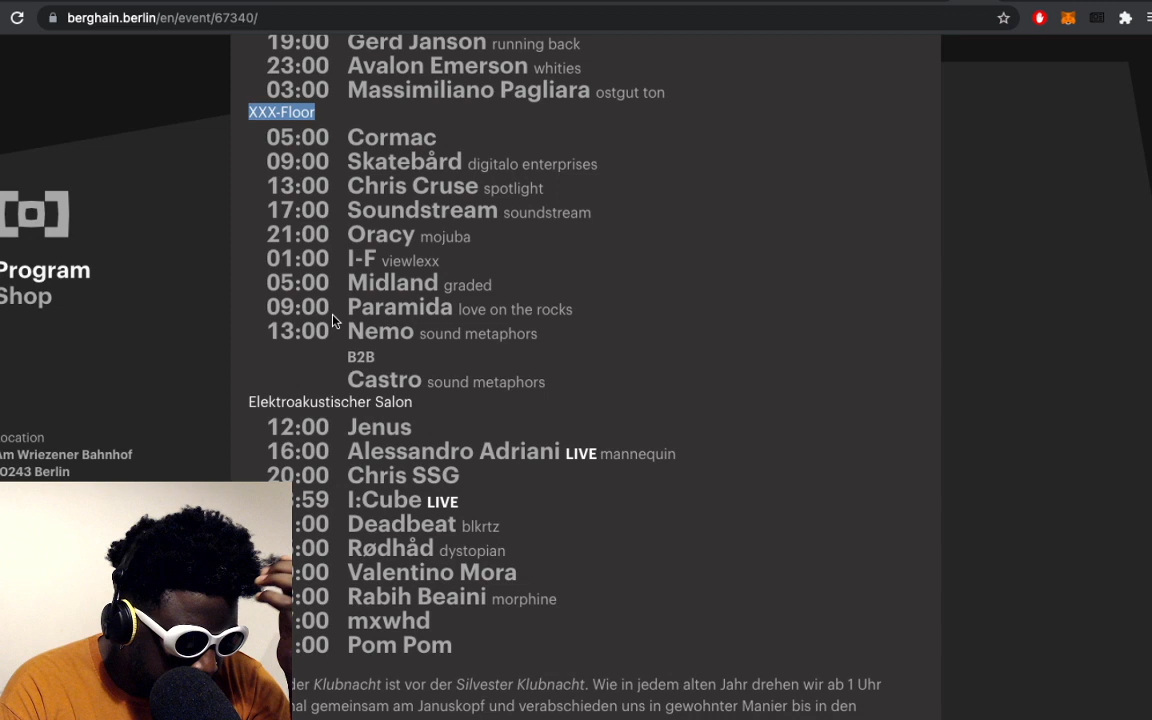 berghain.berlin/en/event/67340/
19:00 Gerd Janson running back
23:00 Avalon Emerson whities
03:00 Massimiliano Pagliara ostgut ton
XXX-Floor
05:00 Cormac
09:00 Skatebård digitalo enterprises
13:00 Chris Cruse spotlight
17:00 Soundstream soundstream
21:00 Oracy mojuba
01:00 I-F viewlexx
05:00 Midland graded
09:00 Paramida love on the rocks
13:00 Nemo sound metaphors
B2B
Castro sound metaphors
Elektroakustischer Salon
12:00 Jenus
16:00 Alessandro Adriani LIVE mannequin
20:00 Chris SSG
:59 I:Cube LIVE
:00 Deadbeat blkrtz
:00 Rødhåd dystopian
:00 Valentino Mora
:00 Rabih Beaini morphine
:00 mxwhd
:00 Pom Pom
der Klubnacht ist vor der Silvester Klubnacht. Wie in jedem alten Jahr drehen wir ab 1 Uhr
gemeinsam am Januskopf und verabschieden uns in gewohnter Manier bis in den
Program
Shop
ocation
Am Wriezener Bahnhof
0243 Berlin